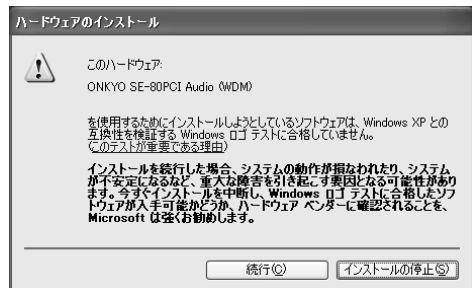 ハードウェアのインストール
このハードウェア:
ONKYO SE-80PCI Audio (WDM)
を使用するためにインストールしようとしているソフトウェアは、Windows XP との
互換性を検証する Windows ロゴ テストに合格していません。
(このテストが重要である理由)
インストールを続行した場合、システムの動作が損なわれたり、システム
が不安定になるなど、重大な障害を引き起こす要因となる可能性があり
ます。今すぐインストールを中断し、Windows ロゴ テストに合格したソフ
トウェアが入手可能かどうか、ハードウェア ベンダーに確認されることを、
Microsoft は強くお勧めします。
続行(C)
インストールの停止(S)